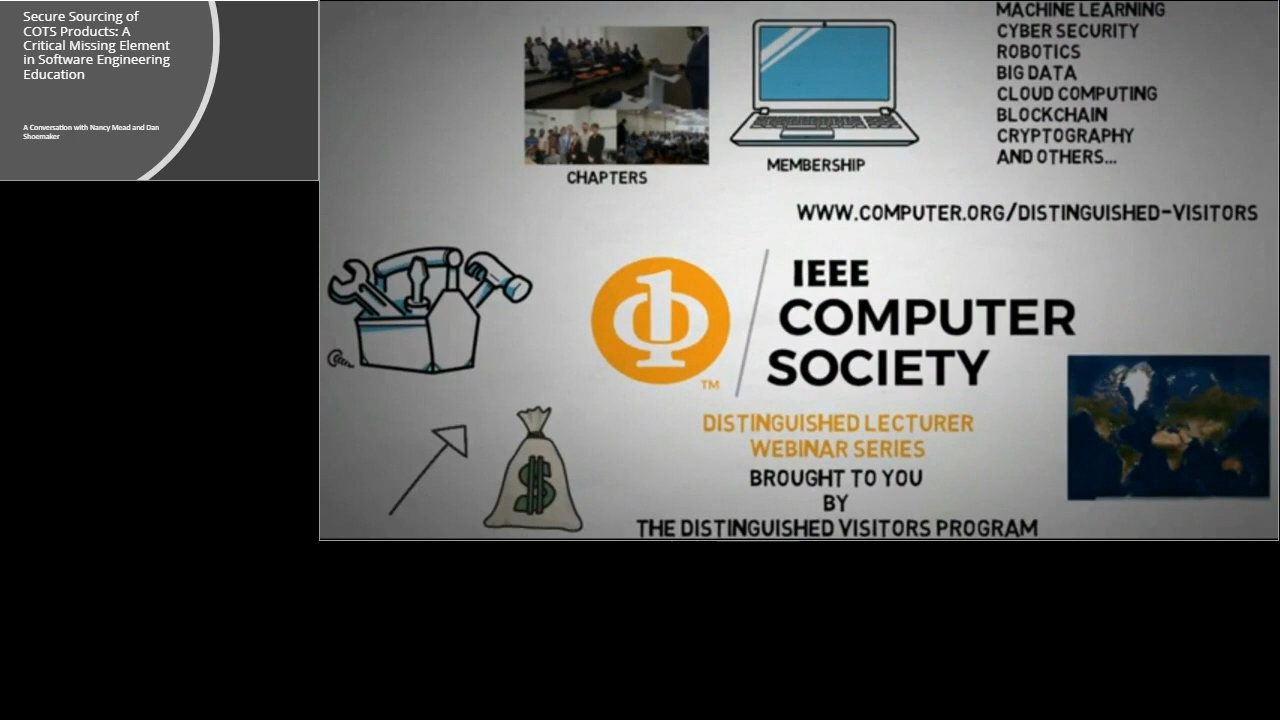 Secure Sourcing of
COTS Products: A
Critical Missing Element
in Software Engineering
Education
A Conversation with Nancy Mead and Dan
Shoemaker
MACHINE LEARNING
CYBER SECURITY
ROBOTICS
BIG DATA
CLOUD COMPUTING
BLOCKCHAIN
CRYPTOGRAPHY
AND OTHERS...
CHAPTERS
MEMBERSHIP
WWW.COMPUTER.ORG/DISTINGUISHED-VISITORS
IEEE
COMPUTER
SOCIETY
TM
DISTINGUISHED LECTURER
WEBINAR SERIES
BROUGHT TO YOU
BY
THE DISTINGUISHED VISITORS PROGRAM